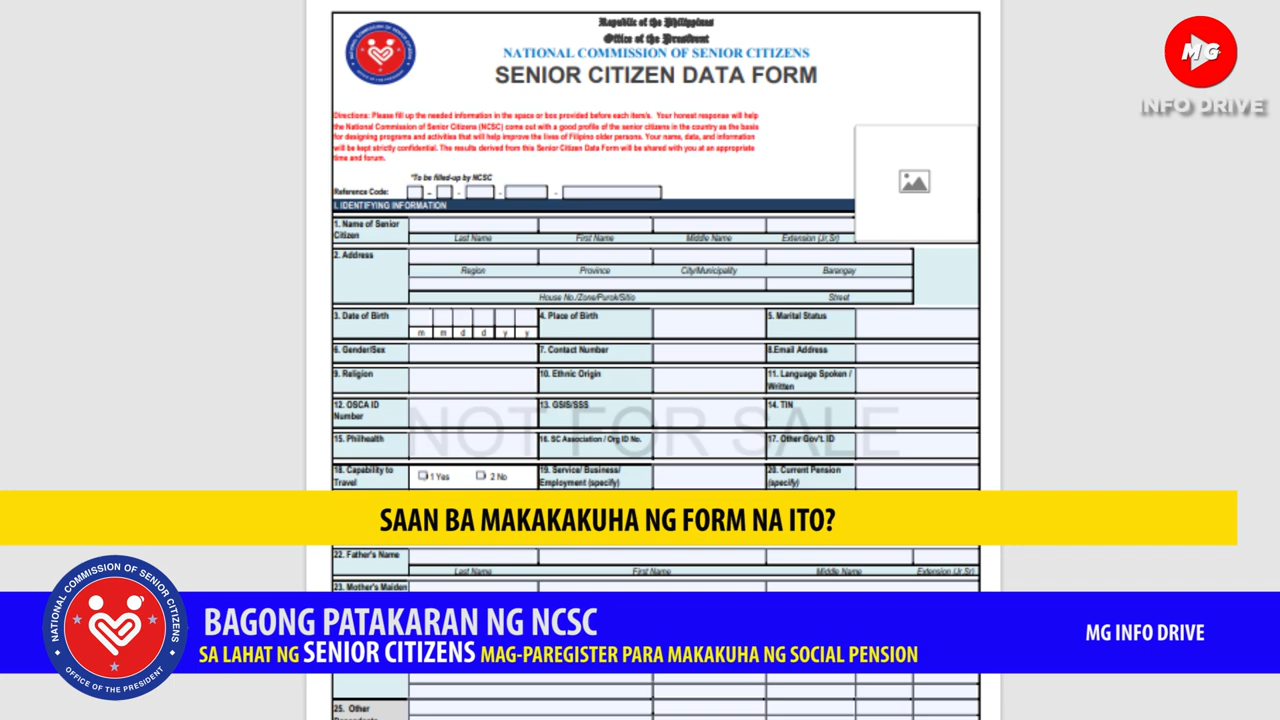 Republic of the Philippines
Office of the President
NATIONAL COMMISSION OF SENIOR CITIZENS
SENIOR CITIZEN DATA FORM
MG
INFO DRIVE
Directions: Please fill up the needed information in the space or box provided before each item/s. Your honest response will help
the National Commission of Senior Citizens (NCSC) come out with a good profile of the senior citizens in the country as the basis
for designing programs and activities that will help improve the lives of Filipino older persons. Your name, data, and information
will be kept strictly confidential. The results derived from this Senior Citizen Data Form will be shared with you at an appropriate
time and forum.
*To be filled-up by NCSC
Reference Code: - - - -
I. IDENTIFYING INFORMATION
1. Name of Senior
Citizen
Last Name First Name Middle Name Extension (Jr,Sr)
2. Address
Region Province City/Municipality Barangay
House No./Zone/Purok/Sitio Street
3. Date of Birth 4. Place of Birth 5. Marital Status
m m d d y y
6. Gender/Sex 7. Contact Number 8.Email Address
9. Religion 10. Ethnic Origin 11. Language Spoken /
Written
12. OSCA ID
Number
13. GSIS/SSS 14. TIN
NOT FOR SALE
15. Philhealth 16. SC Association / Org ID No. 17. Other Gov't. ID
18. Capability to
Travel
1 Yes 2 No
19. Service/ Business/
Employment (specify)
20. Current Pension
(specify)
SAAN BA MAKAKAKUHA NG FORM NA ITO?
22. Father's Name
Last Name First Name Middle Name Extension (Jr.Sr)
23. Mother's Maiden
NATIONAL COMMISSION OF SENIOR CITIZENS
OFFICE OF THE PRESIDENT
BAGONG PATAKARAN NG NCSC
SA LAHAT NG SENIOR CITIZENS MAG-PAREGISTER PARA MAKAKUHA NG SOCIAL PENSION
MG INFO DRIVE
25. Other
Dependents